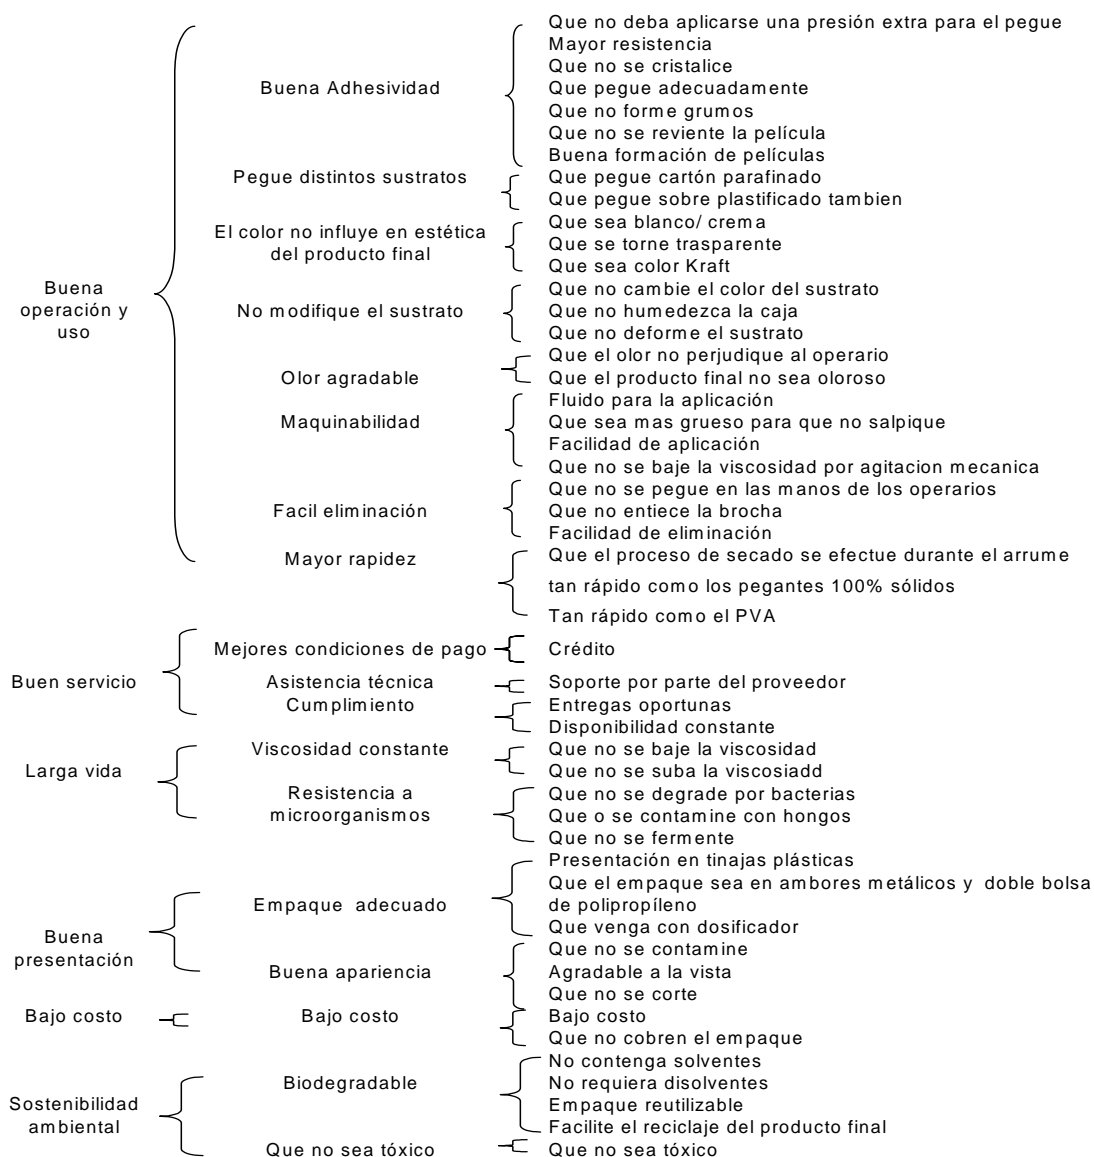 Buena
operación y
uso
Buena Adhesividad
Que no deba aplicarse una presión extra para el pegue
Mayor resistencia
Que no se cristalice
Que pegue adecuadamente
Que no forme grumos
Que no se reviente la película
Buena formación de películas
Pegue distintos sustratos
Que pegue cartón parafinado
Que pegue sobre plastificado tambien
El color no influye en estética
del producto final
Que sea blanco/ crema
Que se torne trasparente
Que sea color Kraft
No modifique el sustrato
Que no cambie el color del sustrato
Que no humedezca la caja
Que no deforme el sustrato
Olor agradable
Que el olor no perjudique al operario
Que el producto final no sea oloroso
Maquinabilidad
Fluido para la aplicación
Que sea mas grueso para que no salpique
Facilidad de aplicación
Que no se baje la viscosidad por agitacion mecanica
Facil eliminación
Que no se pegue en las manos de los operarios
Que no entiece la brocha
Facilidad de eliminación
Mayor rapidez
Que el proceso de secado se efectue durante el arrume
tan rápido como los pegantes 100% sólidos
Tan rápido como el PVA
Buen servicio
Mejores condiciones de pago
Crédito
Asistencia técnica
Soporte por parte del proveedor
Cumplimiento
Entregas oportunas
Disponibilidad constante
Larga vida
Viscosidad constante
Que no se baje la viscosidad
Que no se suba la viscosiadd
Resistencia a
microorganismos
Que no se degrade por bacterias
Que o se contamine con hongos
Que no se fermente
Buena
presentación
Empaque adecuado
Presentación en tinajas plásticas
Que el empaque sea en ambores metálicos y doble bolsa
de polipropíleno
Que venga con dosificador
Buena apariencia
Que no se contamine
Agradable a la vista
Que no se corte
Bajo costo
Bajo costo
Bajo costo
Que no cobren el empaque
Sostenibilidad
ambiental
Biodegradable
No contenga solventes
No requiera disolventes
Empaque reutilizable
Facilite el reciclaje del producto final
Que no sea tóxico
Que no sea tóxico